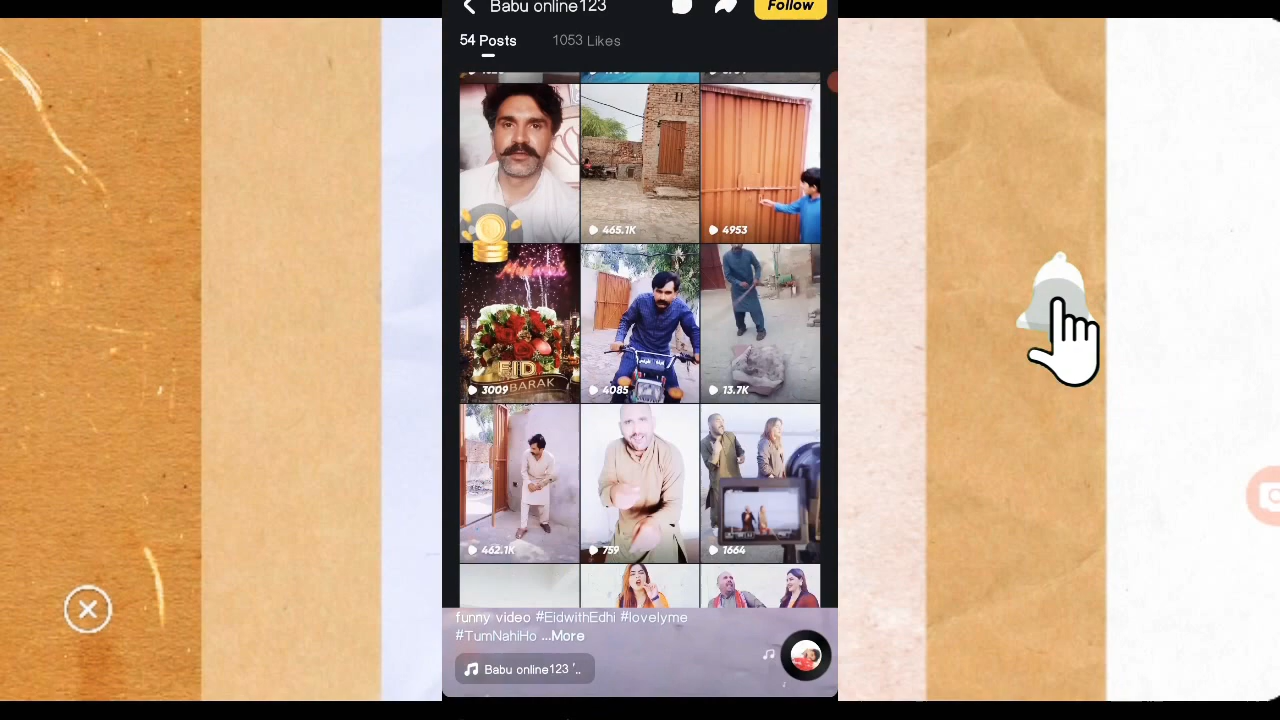 Babu online123
Follow
54 Posts
1053 Likes
465.1K
4953
Mubarak
EID
MUBARAK
3009
4085
13.7K
462.1K
759
1664
funny video #EidwithEdhi #lovelyme
#TumNahiHo ...More
Babu online123 '..